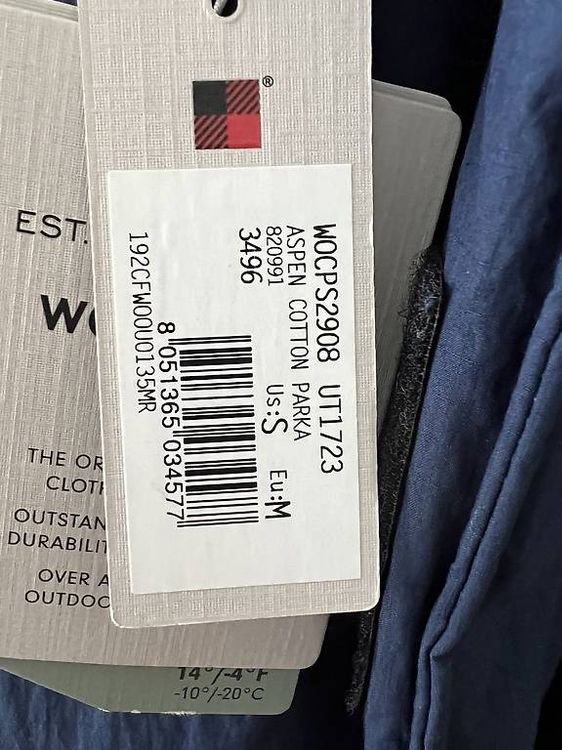 ®
WOCPS2908 UT1723
ASPEN COTTON PARKA
820991
3496
Us:S Eu:M
8 051365 034577
192CFWOOU0135MR
EST.
THE OR
CLOTH
OUTSTAN
DURABILIT
OVER A
OUTDOO
14°/-4°F
-10°/-20°C